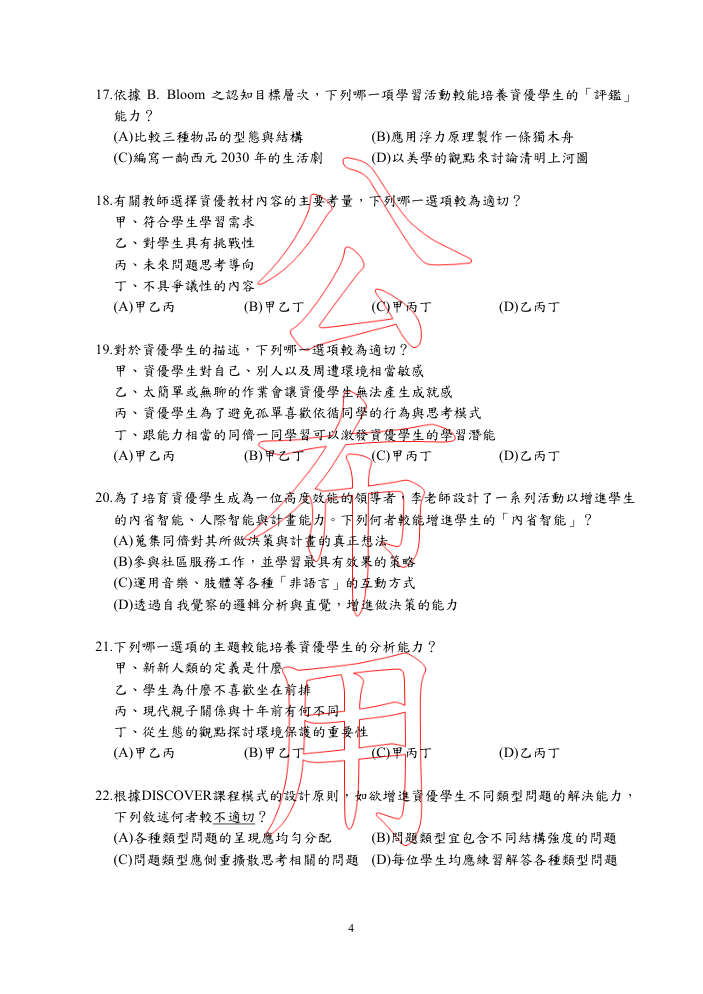 17.依據 B. Bloom 之認知目標層次，下列哪一項學習活動較能培養資優學生的「評鑑」
能力？
(A)比較三種物品的型態與結構 (B)應用浮力原理製作一條獨木舟
(C)編寫一齣西元 2030 年的生活劇 (D)以美學的觀點來討論清明上河圖
18.有關教師選擇資優教材內容的主要考量，下列哪一選項較為適切？
甲、符合學生學習需求
乙、對學生具有挑戰性
丙、未來問題思考導向
丁、不具爭議性的內容
(A)甲乙丙 (B)甲乙丁 (C)甲丙丁 (D)乙丙丁
19.對於資優學生的描述，下列哪一選項較為適切？
甲、資優學生對自己、別人以及周遭環境相當敏感
乙、太簡單或無聊的作業會讓資優學生無法產生成就感
丙、資優學生為了避免孤單喜歡依循同學的行為與思考模式
丁、跟能力相當的同儕一同學習可以激發資優學生的學習潛能
(A)甲乙丙 (B)甲乙丁 (C)甲丙丁 (D)乙丙丁
20.為了培育資優學生成為一位高度效能的領導者，李老師設計了一系列活動以增進學生
的內省智能、人際智能與計畫能力。下列何者較能增進學生的「內省智能」？
(A)蒐集同儕對其所做決策與計畫的真正想法
(B)參與社區服務工作，並學習最具有效果的策略
(C)運用音樂、肢體等各種「非語言」的互動方式
(D)透過自我覺察的邏輯分析與直覺，增進做決策的能力
21.下列哪一選項的主題較能培養資優學生的分析能力？
甲、新新人類的定義是什麼
乙、學生為什麼不喜歡坐在前排
丙、現代親子關係與十年前有何不同
丁、從生態的觀點探討環境保護的重要性
(A)甲乙丙 (B)甲乙丁 (C)甲丙丁 (D)乙丙丁
22.根據DISCOVER課程模式的設計原則，如欲增進資優學生不同類型問題的解決能力，
下列敘述何者較不適切？
(A)各種類型問題的呈現應均勻分配 (B)問題類型宜包含不同結構強度的問題
(C)問題類型應側重擴散思考相關的問題 (D)每位學生均應練習解答各種類型問題
4
公布用